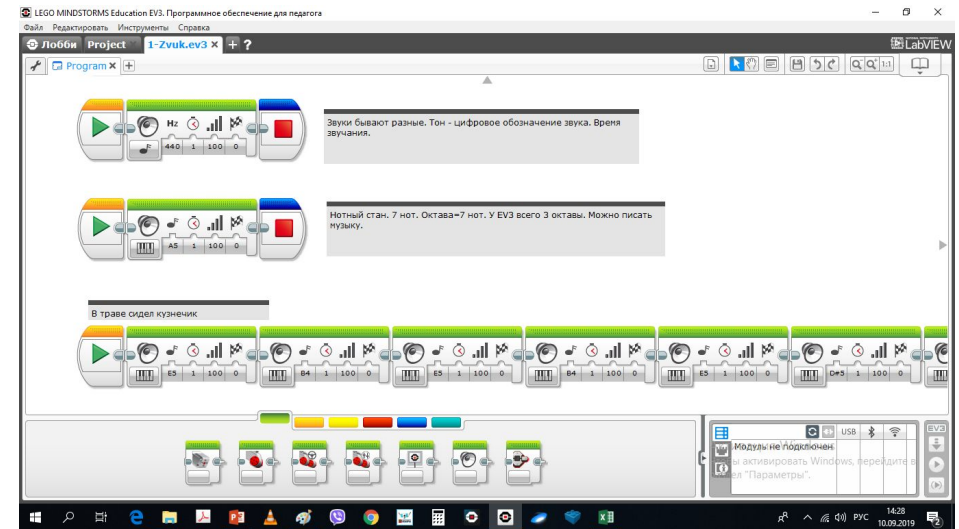 LEGO MINDSTORMS Education EV3. Программное обеспечение для педагога
Файл Редактировать Инструменты Справка
Лобби Project 1-Zvuk.ev3 × + ?
LabVIEW
Program × +
1:1
Hz
440 1 100 0
Звуки бывают разные. Тон - цифровое обозначение звука. Время
звучания.
A5 1 100 0
Нотный стан. 7 нот. Октава=7 нот. У EV3 всего 3 октавы. Можно писать
музыку.
В траве сидел кузнечик
E5 1 100 0 B4 1 100 0 E5 1 100 0 B4 1 100 0 E5 1 100 0 D#5 1 100 0
USB
EV3
Модуль не подключен
активировать Windows, перейдите в
"Параметры".
РУС
14:28
10.09.2019